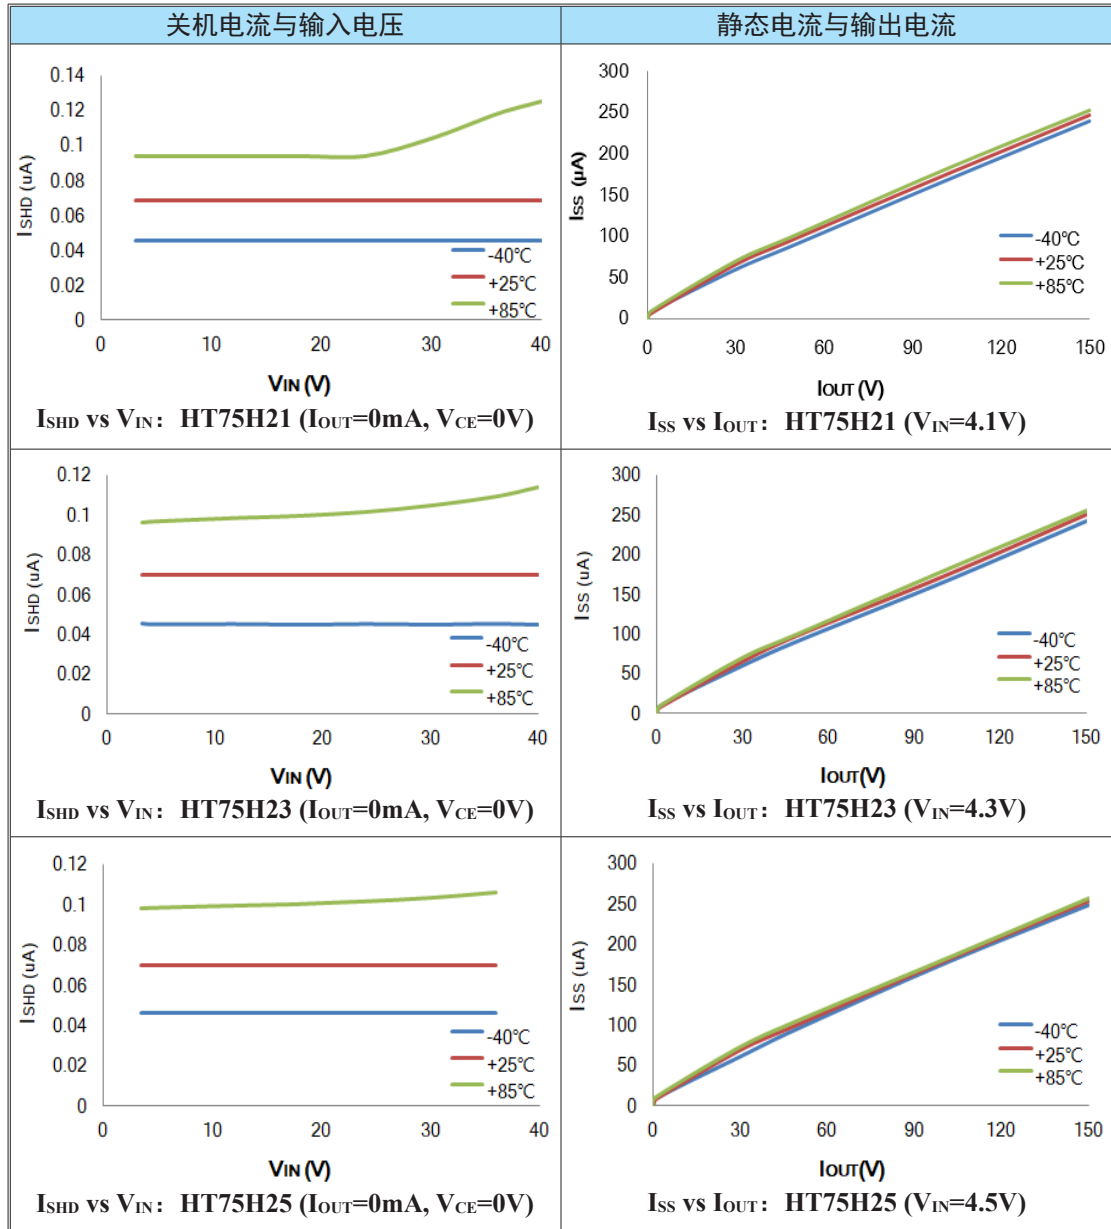 关机电流与输入电压
静态电流与输出电流
0.14
0.12
0.1
0.08
0.06
0.04
0.02
0
ISHD (uA)
-40℃
+25℃
+85℃
0 10 20 30 40
VIN (V)
ISHD vs VIN：HT75H21 (IOUT=0mA, VCE=0V)
300
250
200
150
100
50
0
Iss (µA)
-40℃
+25℃
+85℃
0 30 60 90 120 150
IOUT (V)
ISS vs IOUT：HT75H21 (VIN=4.1V)
0.12
0.1
0.08
0.06
0.04
0.02
0
ISHD (uA)
-40℃
+25℃
+85℃
0 10 20 30 40
VIN (V)
ISHD vs VIN：HT75H23 (IOUT=0mA, VCE=0V)
300
250
200
150
100
50
0
ISS (uA)
-40℃
+25℃
+85℃
0 30 60 90 120 150
IOUT(V)
ISS vs IOUT：HT75H23 (VIN=4.3V)
0.12
0.1
0.08
0.06
0.04
0.02
0
ISHD (uA)
-40℃
+25℃
+85℃
0 10 20 30 40
VIN (V)
ISHD vs VIN：HT75H25 (IOUT=0mA, VCE=0V)
300
250
200
150
100
50
0
ISS (uA)
-40℃
+25℃
+85℃
0 30 60 90 120 150
IOUT(V)
ISS vs IOUT：HT75H25 (VIN=4.5V)